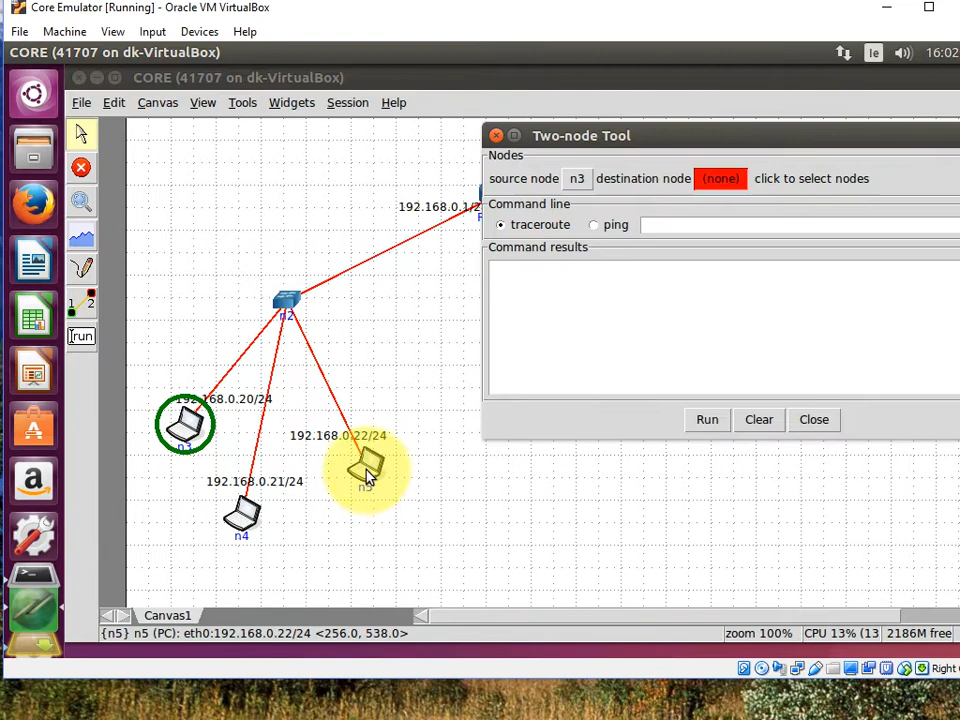 Core Emulator [Running] - Oracle VM VirtualBox
File Machine View Input Devices Help
CORE (41707 on dk-VirtualBox)
Ie
16:02
CORE (41707 on dk-VirtualBox)
File Edit Canvas View Tools Widgets Session Help
Two-node Tool
Nodes
source node n3 destination node (none) click to select nodes
Command line
traceroute ping
Command results
Run Clear Close
192.168.0.1/2
n2
192.168.0.20/24
n3
192.168.0.22/24
n5
192.168.0.21/24
n4
1 2
run
a
Canvas1
{n5} n5 (PC): eth0:192.168.0.22/24 <256.0, 538.0>
zoom 100% CPU 13% (13 2186M free
Right